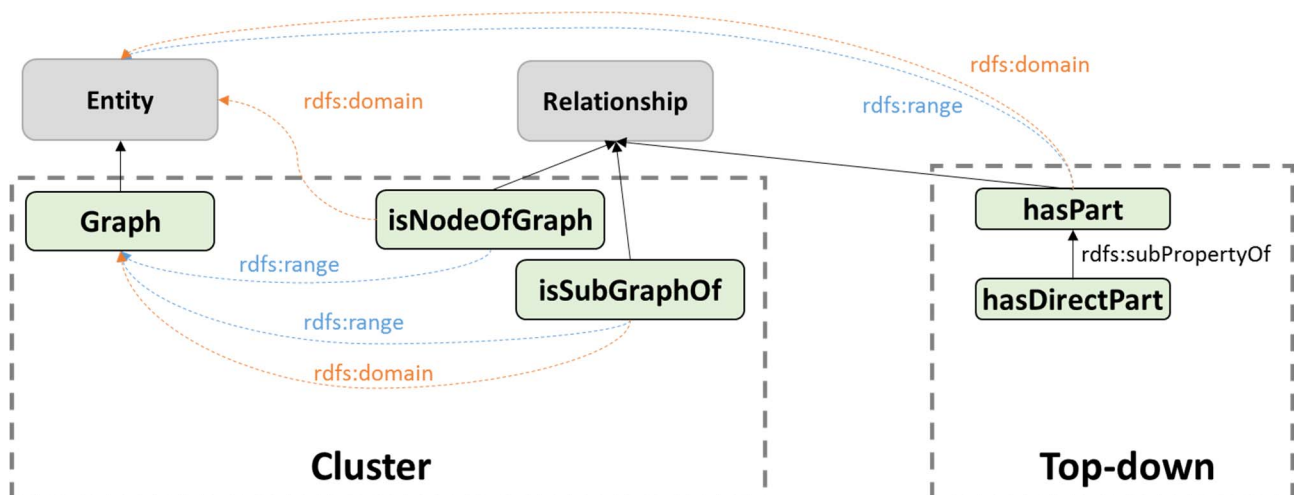 rdfs:domain
Entity
rdfs:domain
Relationship
rdfs:range
Graph
isNodeOfGraph
hasPart
rdfs:range
rdfs:subPropertyOf
isSubGraphOf
hasDirectPart
rdfs:range
rdfs:domain
Cluster
Top-down